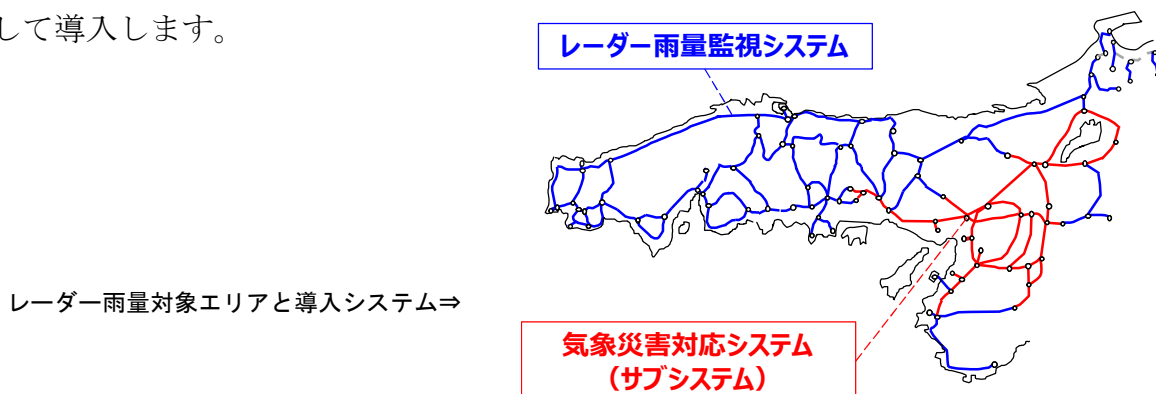 して導入します。
レーダー雨量監視システム
レーダー雨量対象エリアと導入システム⇒
気象災害対応システム
（サブシステム）